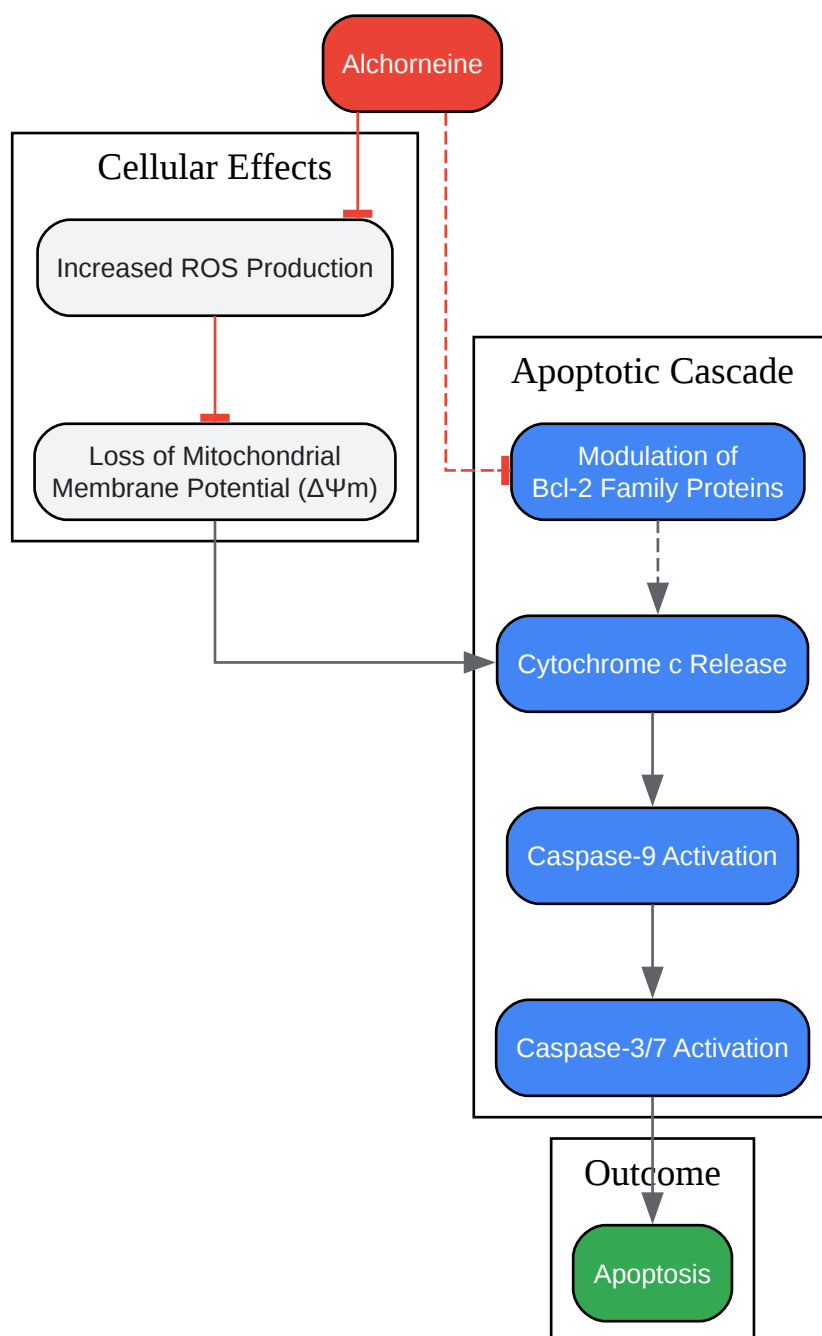 Alchorneine
Cellular Effects
Increased ROS Production
Loss of Mitochondrial
Membrane Potential (ΔΨm)
Apoptotic Cascade
Modulation of
Bcl-2 Family Proteins
Cytochrome c Release
Caspase-9 Activation
Caspase-3/7 Activation
Outcome
Apoptosis